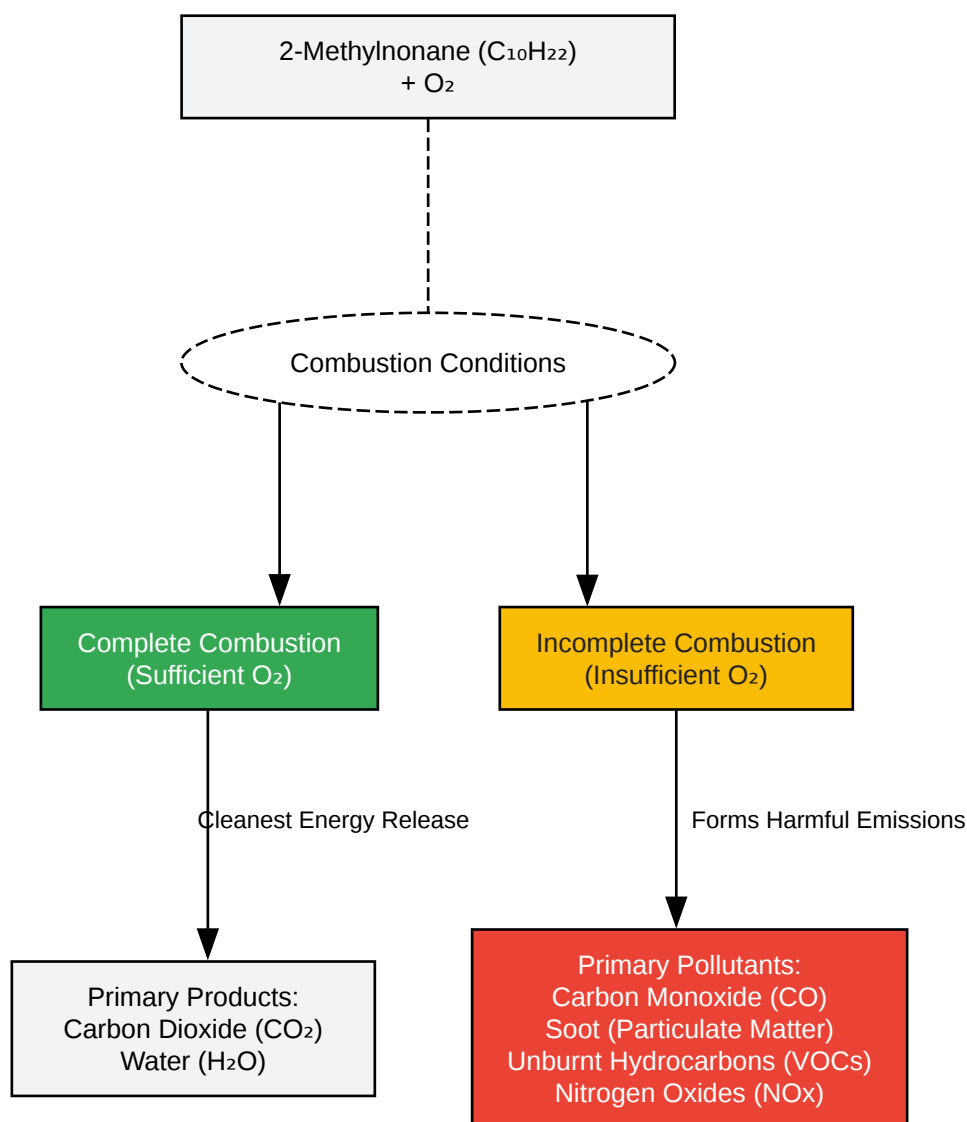 2-Methylnonane (C₁₀H₂₂)
+ O₂
Combustion Conditions
Complete Combustion
(Sufficient O₂)
Incomplete Combustion
(Insufficient O₂)
Cleanest Energy Release
Forms Harmful Emissions
Primary Products:
Carbon Dioxide (CO₂)
Water (H₂O)
Primary Pollutants:
Carbon Monoxide (CO)
Soot (Particulate Matter)
Unburnt Hydrocarbons (VOCs)
Nitrogen Oxides (NOx)